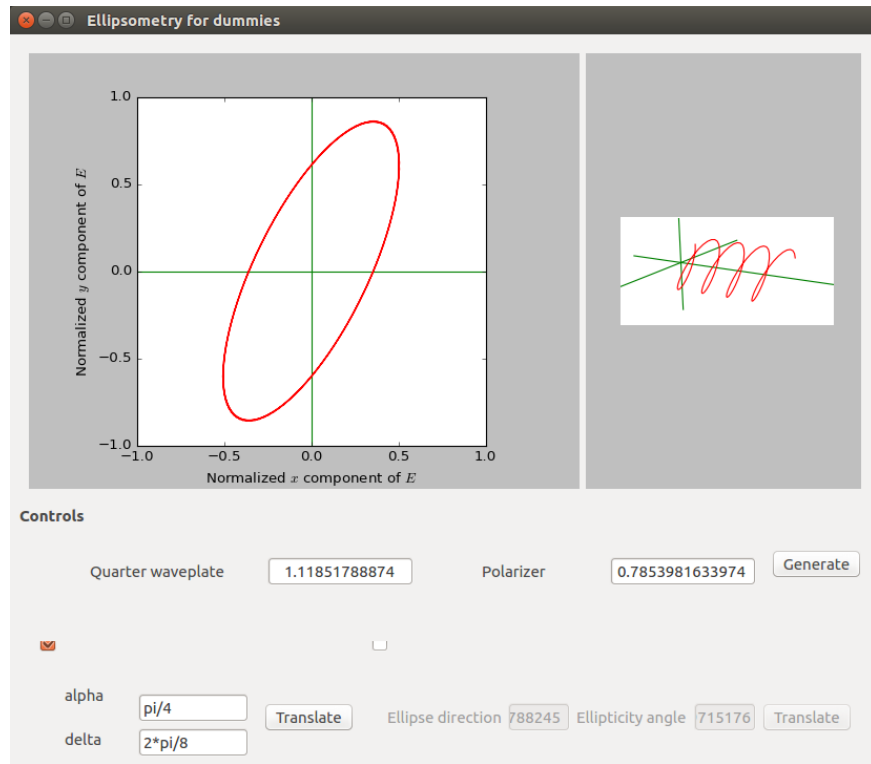 Ellipsometry for dummies
1.0
0.5
0.0
−0.5
−1.0
−1.0 −0.5 0.0 0.5 1.0
Normalized y component of E
Normalized x component of E
Controls
Quarter waveplate 1.11851788874 Polarizer 0.7853981633974 Generate
alpha pi/4
Translate Ellipse direction 788245 Ellipticity angle 715176 Translate
delta 2*pi/8